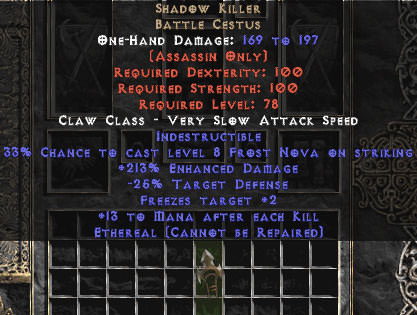 Shadow Killer
Battle Cestus
One-Hand Damage: 169 to 197
(Assassin Only)
Required Dexterity: 100
Required Strength: 100
Required Level: 78
Claw Class - Very Slow Attack Speed
Indestructible
33% Chance to cast level 8 Frost Nova on striking
+213% Enhanced Damage
-25% Target Defense
Freezes target +2
+13 to Mana after each Kill
Ethereal (Cannot be Repaired)